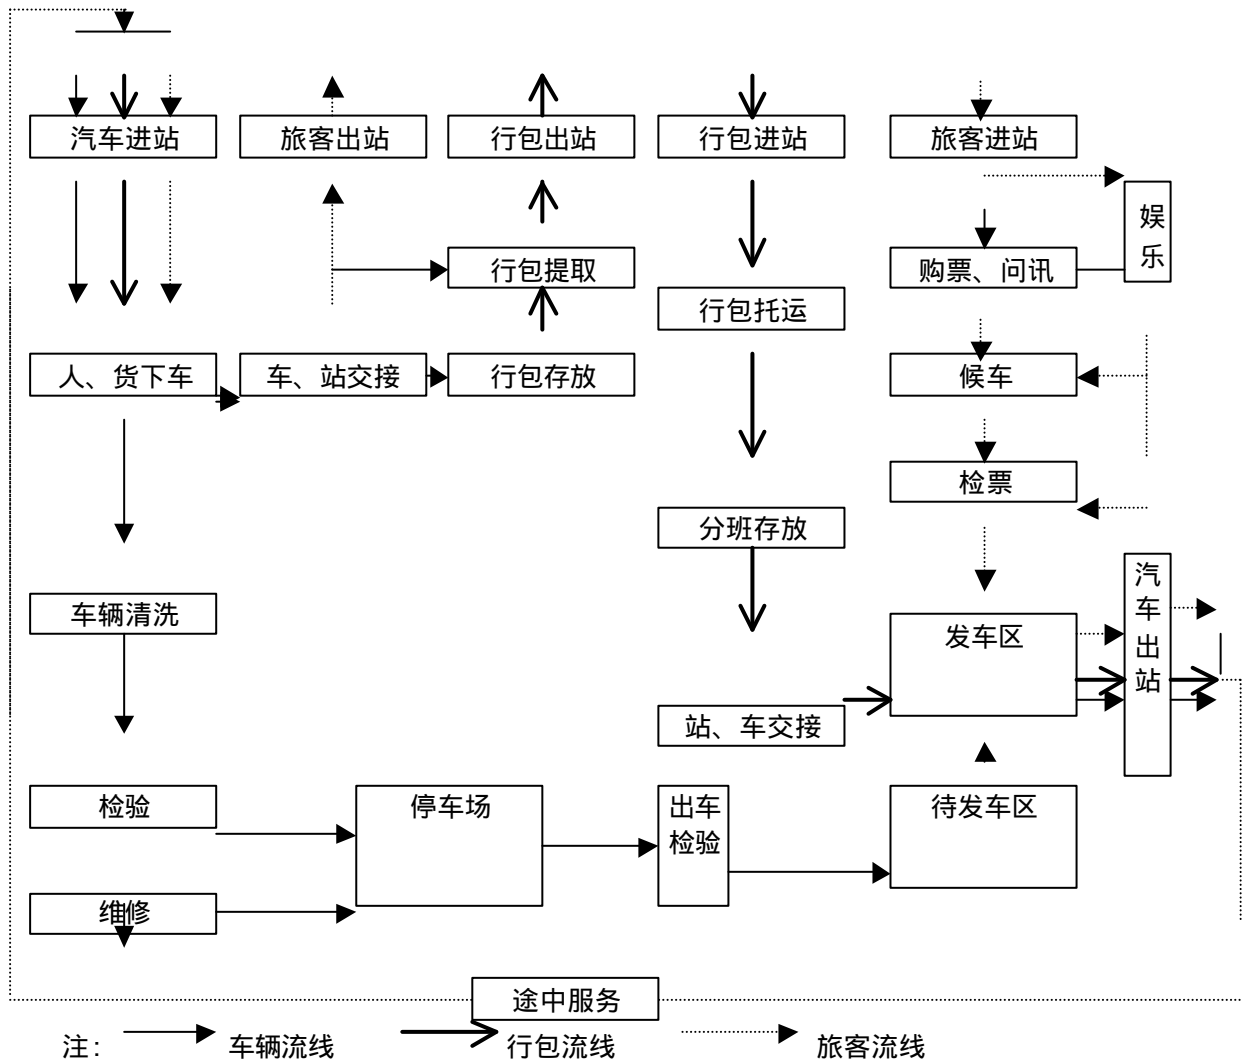 汽车进站
旅客出站
行包出站
行包进站
旅客进站
娱
乐
行包提取
购票、问讯
行包托运
人、货下车
车、站交接
行包存放
候车
检票
分班存放
汽
车
出
站
车辆清洗
发车区
站、车交接
检验
停车场
出车
检验
待发车区
维修
途中服务
注: 车辆流线 行包流线 旅客流线